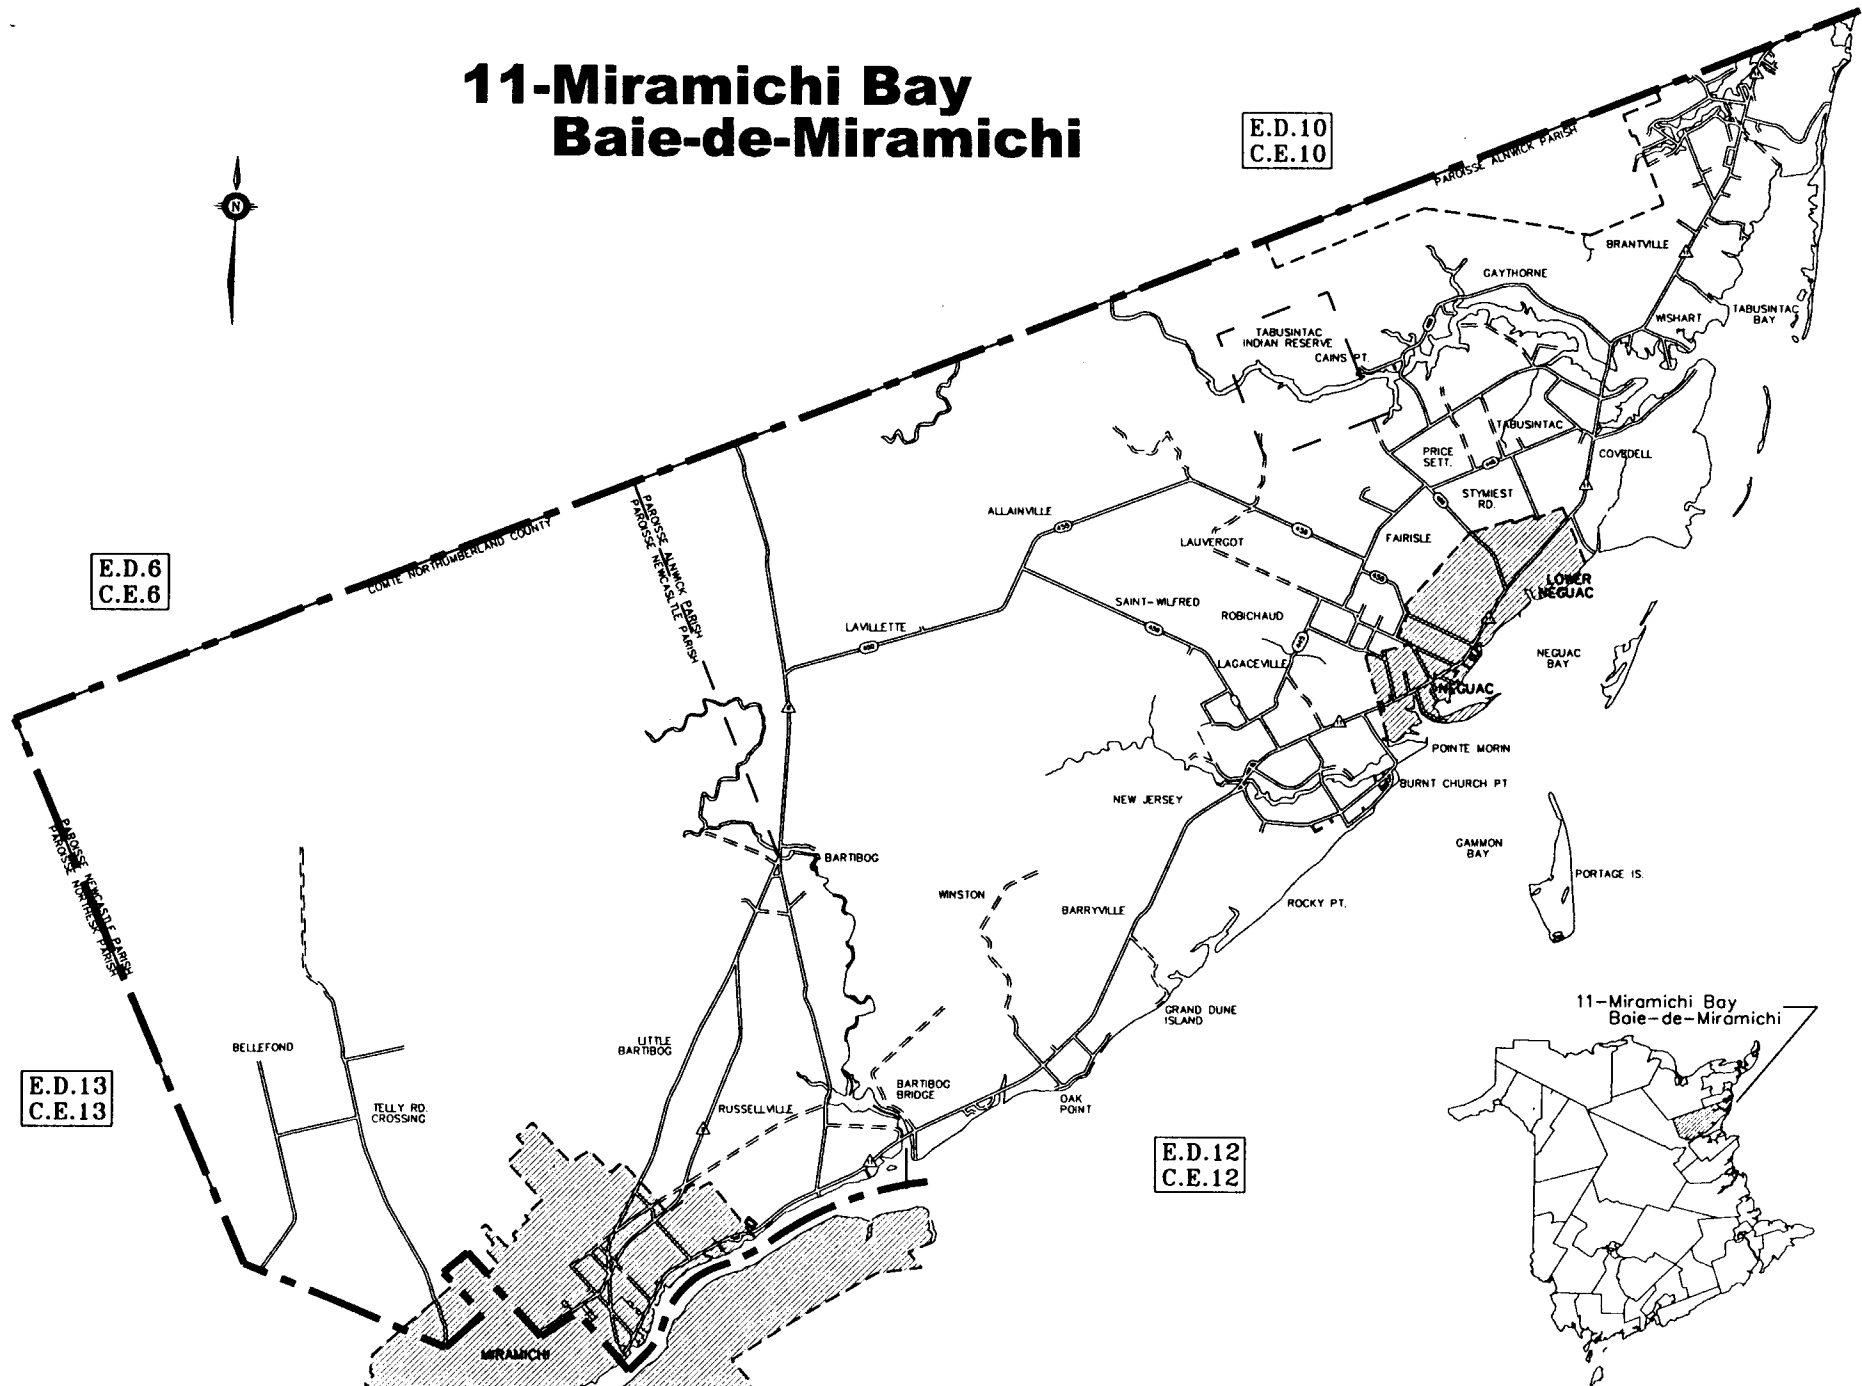 11-Miramichi Bay
Baie-de-Miramichi
E.D.10
C.E.10
PAROISSE ALNWICK PARISH
N
BRANTVILLE
GAYTHORNE
TABUSINTAC
BAY
WISHART
TABUSINTAC
INDIAN RESERVE
CAINS PT.
TABUSINTAC
PRICE
SETT.
COVEDELL
STYMIEST
RD.
ALLAINVILLE
LAUVERGOT
FAIRISLE
PAROISSE ALNWICK PARISH
PAROISSE NEWCASTLE PARISH
COMTE NORTHUMBERLAND COUNTY
E.D.6
C.E.6
LOWER
NEGUAC
SAINT-WILFRED
ROBICHAUD
LAVILLETTE
NEGUAC
BAY
LAGACEVILLE
NEGUAC
POINTE MORIN
BURNT CHURCH PT
NEW JERSEY
GAMMON
BAY
PORTAGE IS.
PAROISSE NEWCASTLE PARISH
PAROISSE NORTHESK PARISH
BARTIBOG
WINSTON
BARRYVILLE
ROCKY PT.
GRAND DUNE
ISLAND
11-Miramichi Bay
Baie-de-Miramichi
BELLEFOND
LITTLE
BARTIBOG
E.D.13
C.E.13
TELLY RD.
CROSSING
RUSSELLVILLE
BARTIBOG
BRIDGE
OAK
POINT
E.D.12
C.E.12
MIRAMICHI